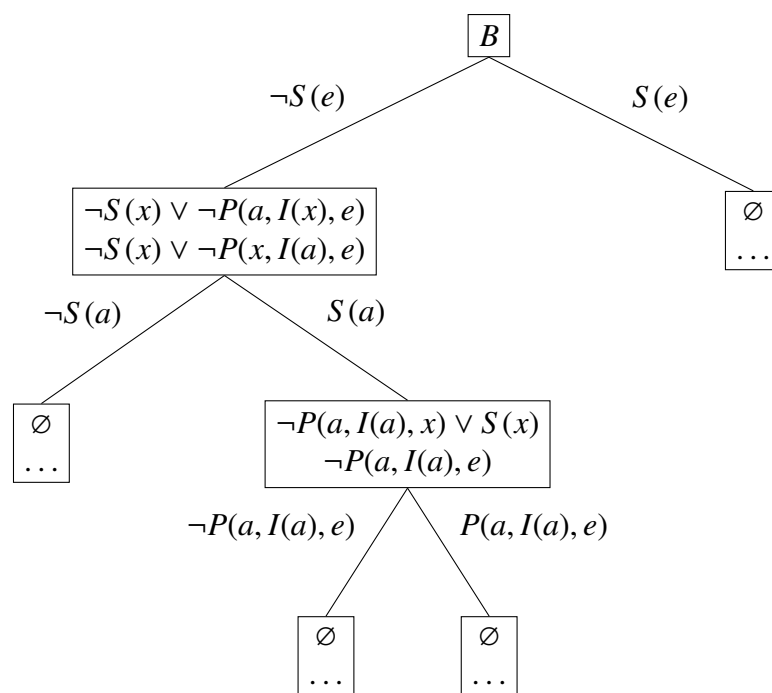 B
¬S(e)
S(e)
¬S(x) ∨ ¬P(a, I(x), e)
¬S(x) ∨ ¬P(x, I(a), e)
∅
...
¬S(a)
S(a)
∅
...
¬P(a, I(a), x) ∨ S(x)
¬P(a, I(a), e)
¬P(a, I(a), e)
P(a, I(a), e)
∅
...
∅
...